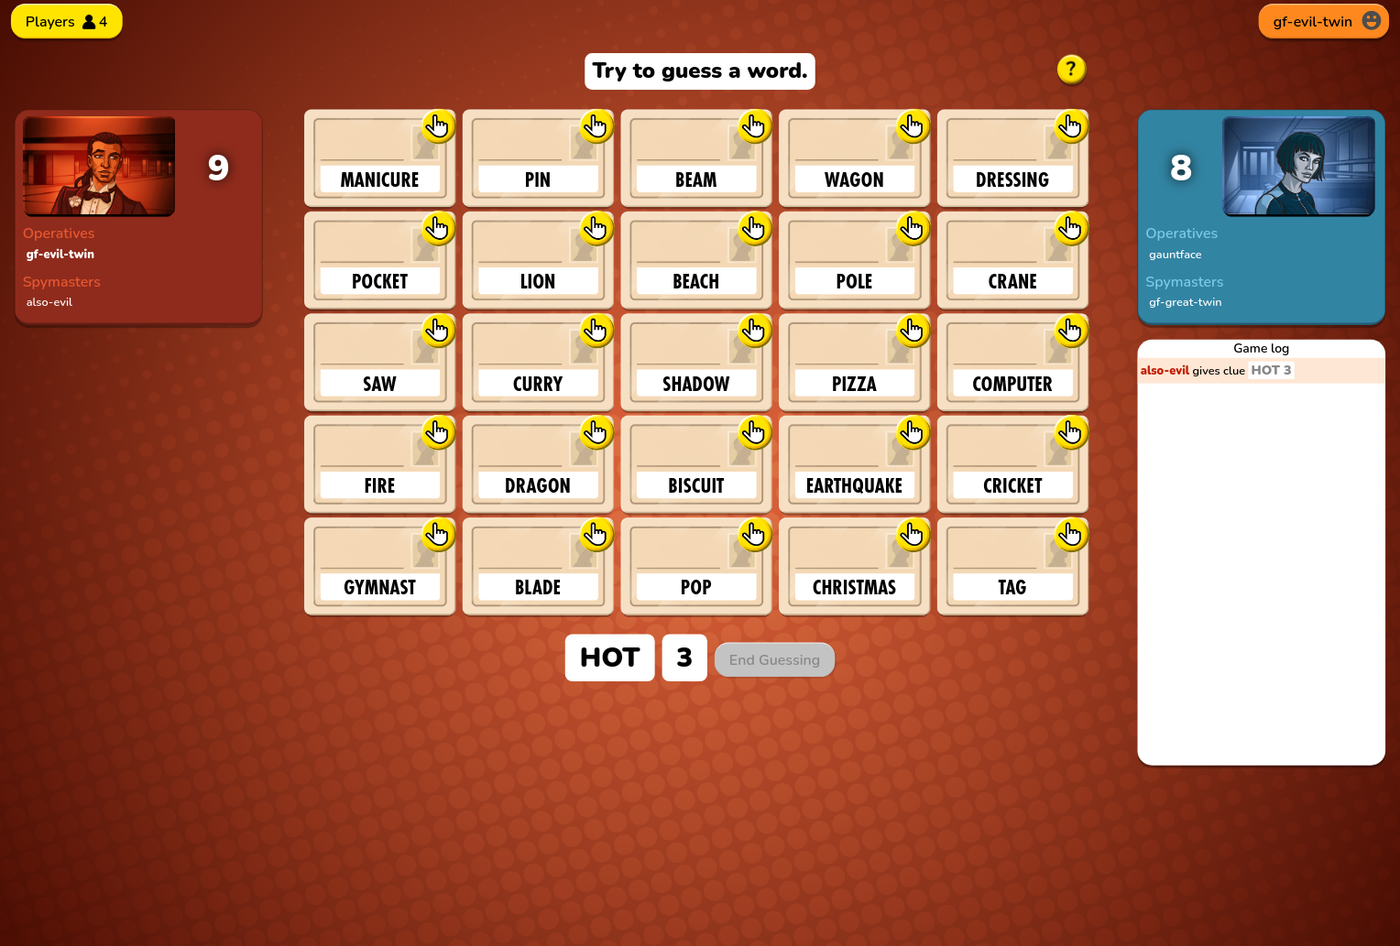 Players 4
gf-evil-twin
Try to guess a word.
?
9
Operatives
gf-evil-twin
Spymasters
also-evil
MANICURE
PIN
BEAM
WAGON
DRESSING
POCKET
LION
BEACH
POLE
CRANE
SAW
CURRY
SHADOW
PIZZA
COMPUTER
FIRE
DRAGON
BISCUIT
EARTHQUAKE
CRICKET
GYMNAST
BLADE
POP
CHRISTMAS
TAG
HOT
3
End Guessing
8
Operatives
gauntface
Spymasters
gf-great-twin
Game log
also-evil gives clue HOT 3